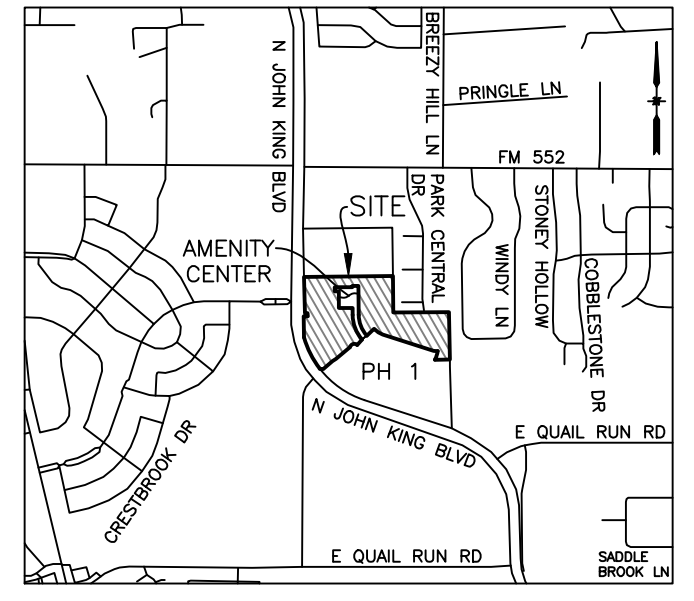 N JOHN KING BLVD
BREEZY HILL LN
PRINGLE LN
FM 552
SITE
PARK CENTRAL
DR
AMENITY
CENTER
WINDY LN
STONEY HOLLOW
COBBLESTONE DR
PH 1
N JOHN KING BLVD
E QUAIL RUN RD
CRESTBROOK DR
E QUAIL RUN RD
SADDLE
BROOK LN